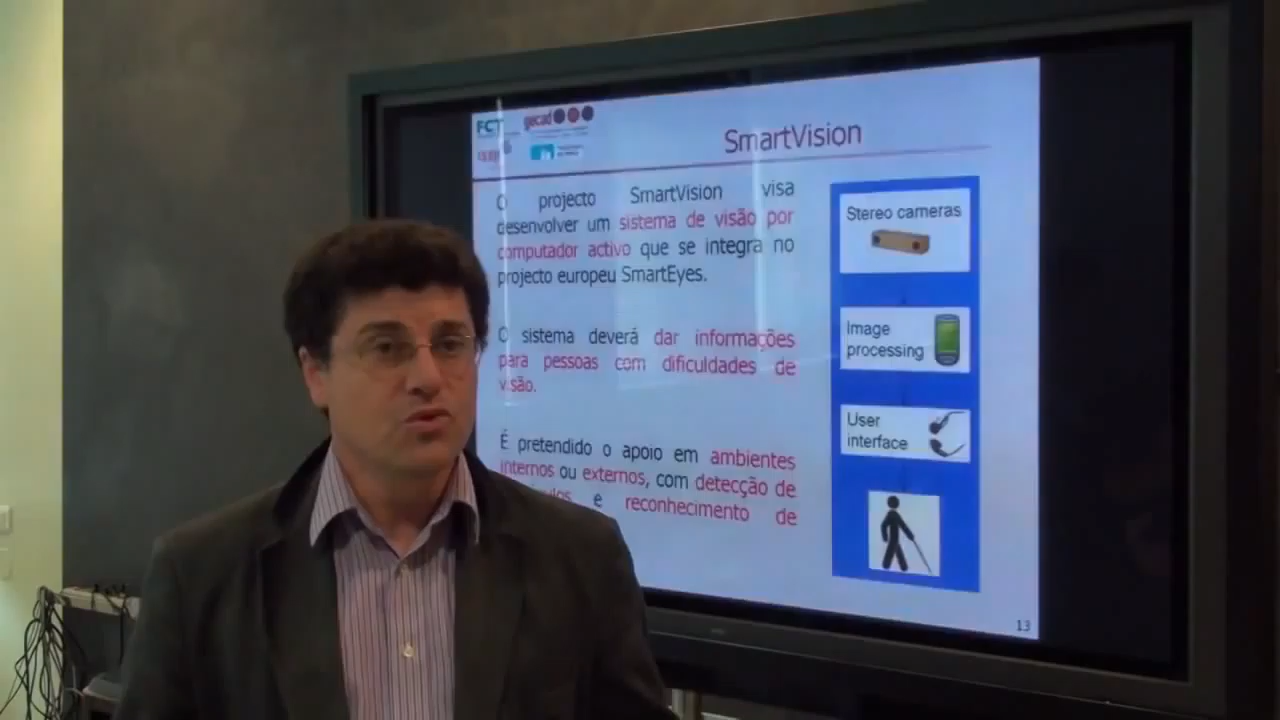 FCT
gecad
SmartVision
O projecto SmartVision visa
desenvolver um sistema de visão por
computador activo que se integra no
projecto europeu SmartEyes.
O sistema deverá dar informações
para pessoas com dificuldades de
visão.
É pretendido o apoio em ambientes
internos ou externos, com detecção de
e reconhecimento de
Stereo cameras
Image
processing
User
interface
13